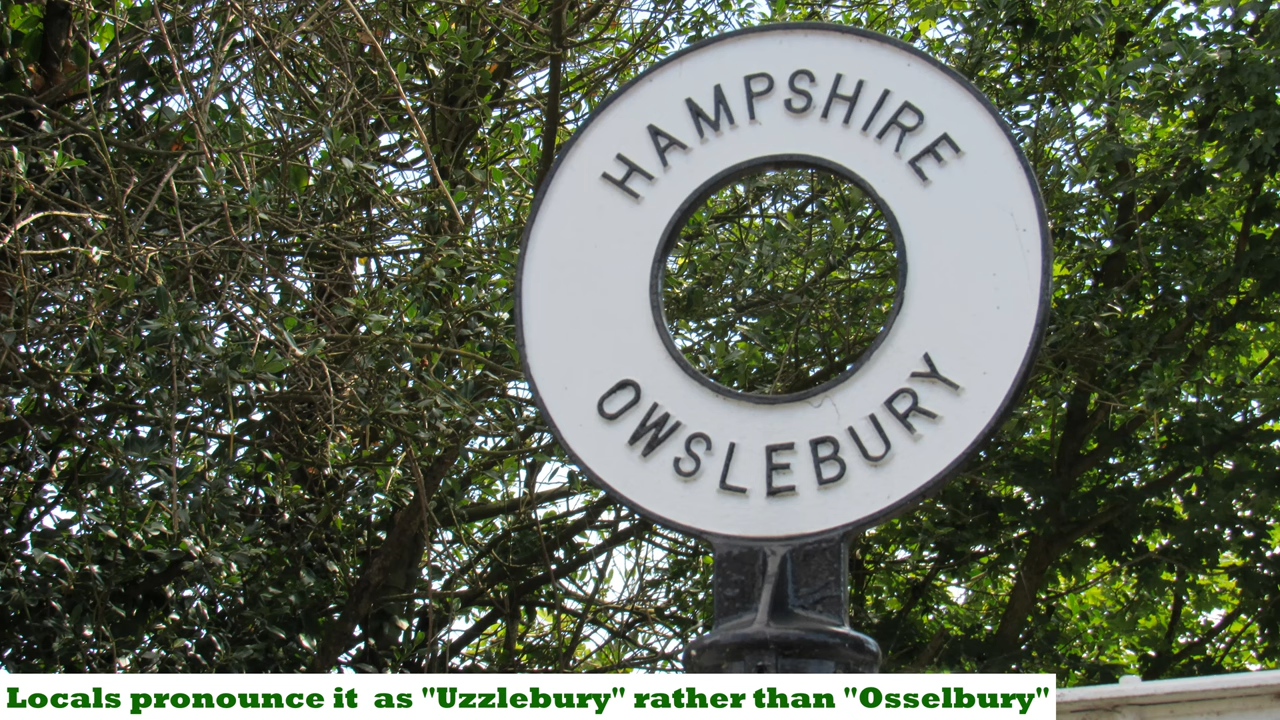 HAMPSHIRE
OWSLEBURY
Locals pronounce it  as "Uzzlebury" rather than "Osselbury"